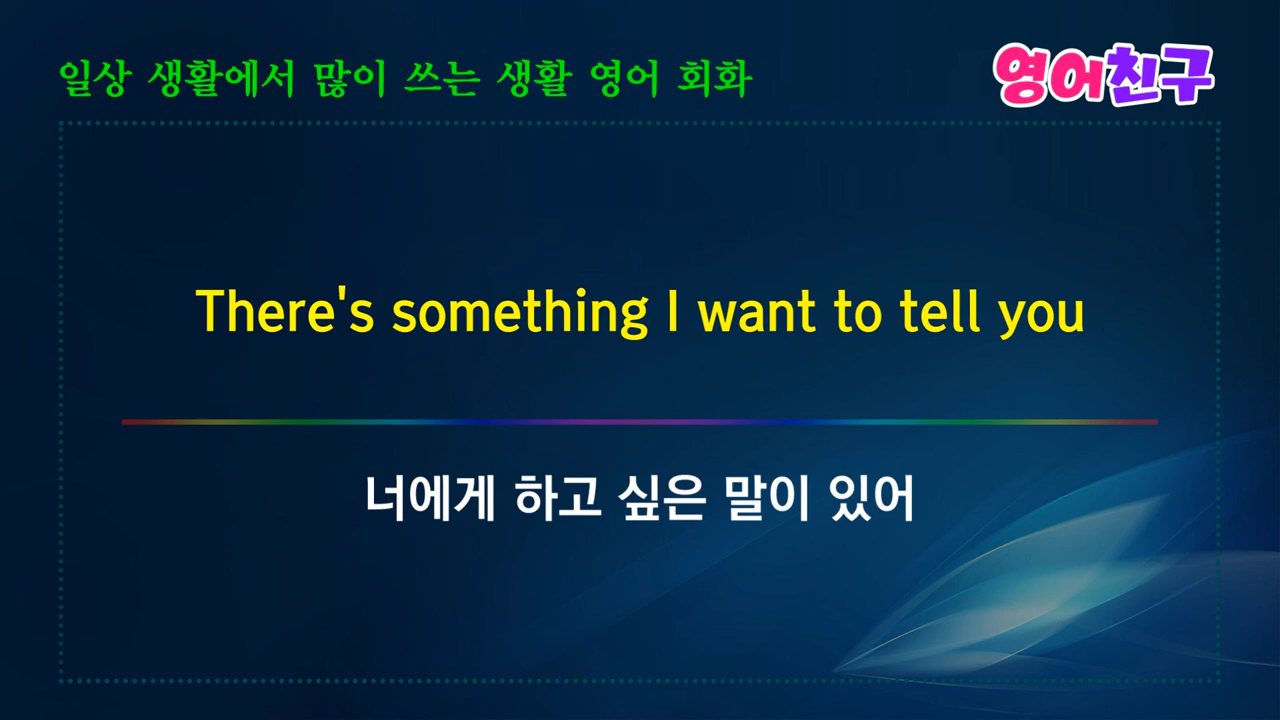 일상 생활에서 많이 쓰는 생활 영어 회화
영어친구
There's something I want to tell you
너에게 하고 싶은 말이 있어